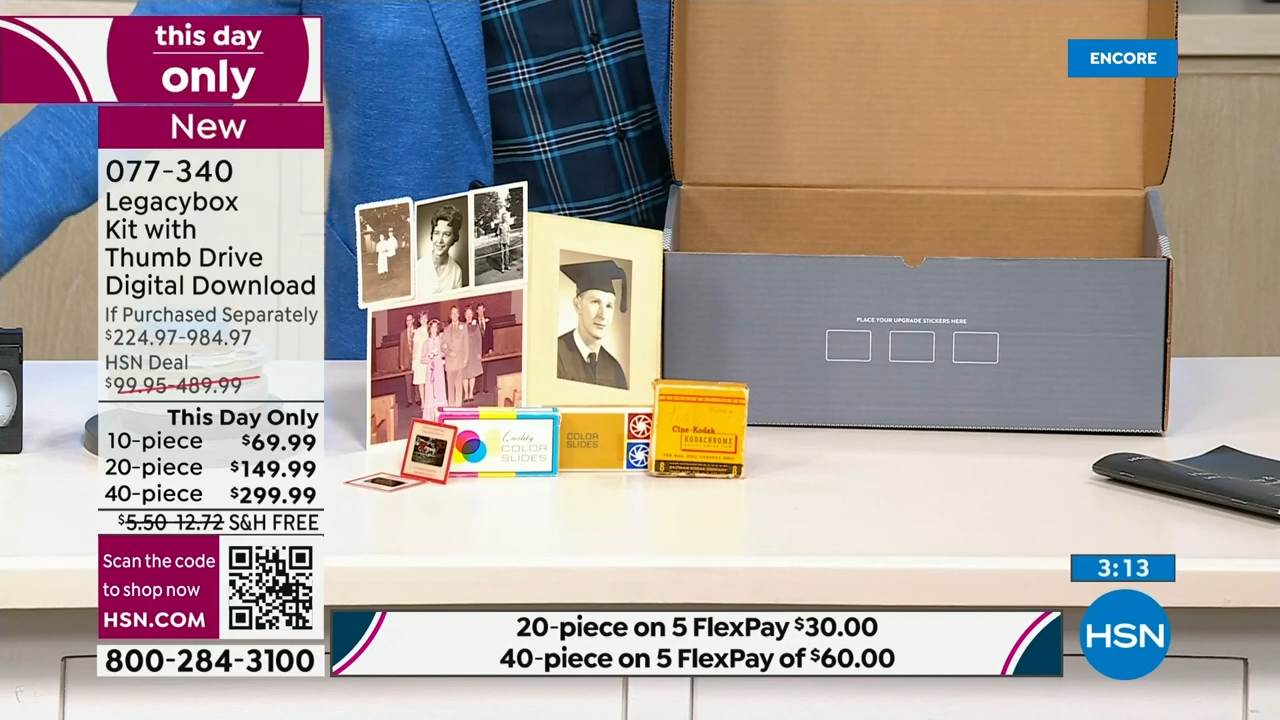 this day
only
ENCORE
New
077-340
Legacybox
Kit with
Thumb Drive
Digital Download
If Purchased Separately
$224.97-984.97
HSN Deal
$99.95-489.99
This Day Only
10-piece $69.99
20-piece $149.99
40-piece $299.99
$5.50-12.72 S&H FREE
Scan the code
to shop now
HSN.COM
800-284-3100
PLACE YOUR UPGRADE STICKERS HERE
Quality
COLOR
SLIDES
COLOR
SLIDES
Ciné-Kodak
KODACHROME
8
8
3:13
HSN
20-piece on 5 FlexPay $30.00
40-piece on 5 FlexPay of $60.00